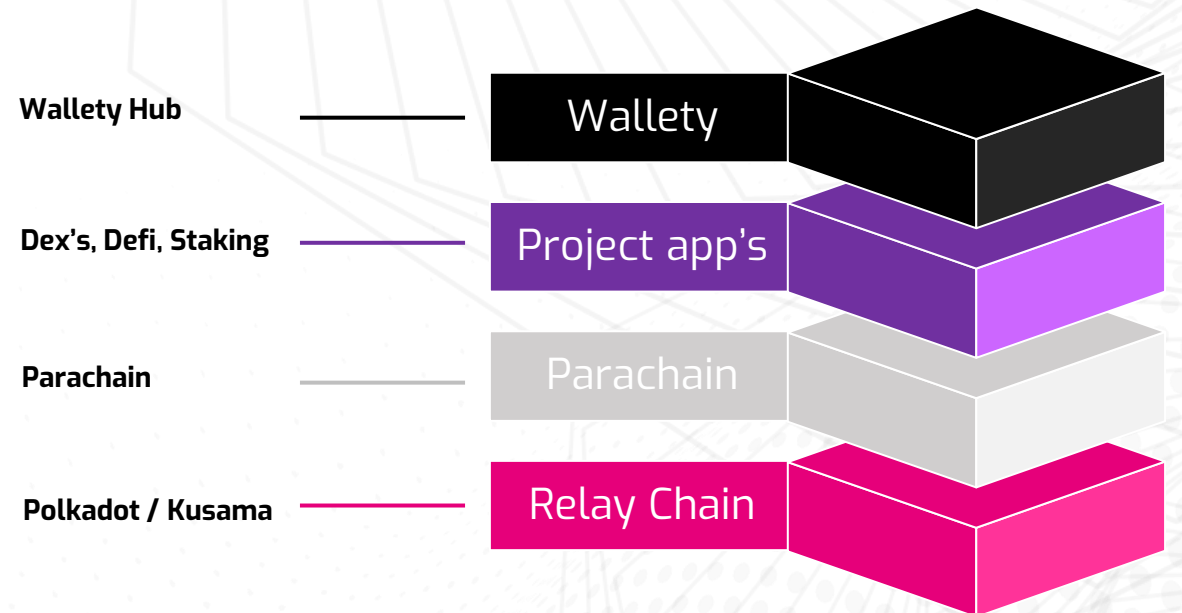 Wallety Hub
Wallety
Dex’s, Defi, Staking
Project app’s
Parachain
Parachain
Polkadot / Kusama
Relay Chain